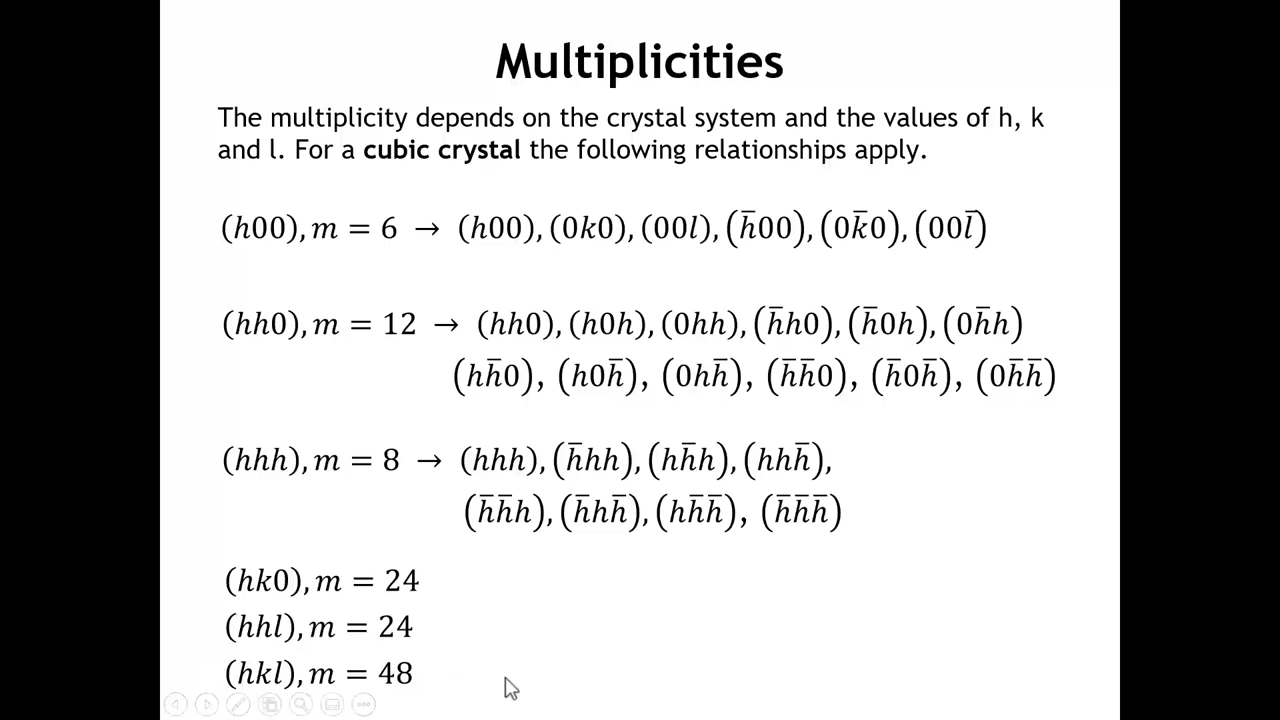 Multiplicities
The multiplicity depends on the crystal system and the values of h, k
and l. For a cubic crystal the following relationships apply.
(h00), m = 6 → (h00), (0k0), (00l), (h̅00), (0k̅0), (00l̅)
(hh0), m = 12 → (hh0), (h0h), (0hh), (h̅h0), (h̅0h), (0h̅h)
(hh̅0), (h0h̅), (0hh̅), (h̅h̅0), (h̅0h̅), (0h̅h̅)
(hhh), m = 8 → (hhh), (h̅hh), (hh̅h), (hhh̅),
(h̅h̅h), (h̅hh̅), (hh̅h̅), (h̅h̅h̅)
(hk0), m = 24
(hhl), m = 24
(hkl), m = 48